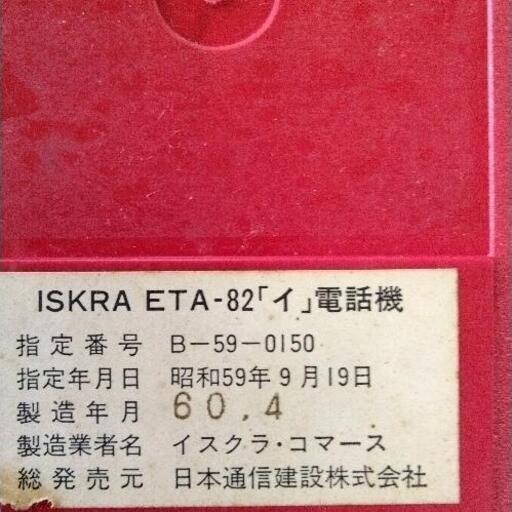 ISKRA ETA-82「イ」電話機
指定番号 B-59-0150
指定年月日 昭和59年9月19日
製造年月 60.4
製造業者名 イスクラ・コマース
総発売元 日本通信建設株式会社